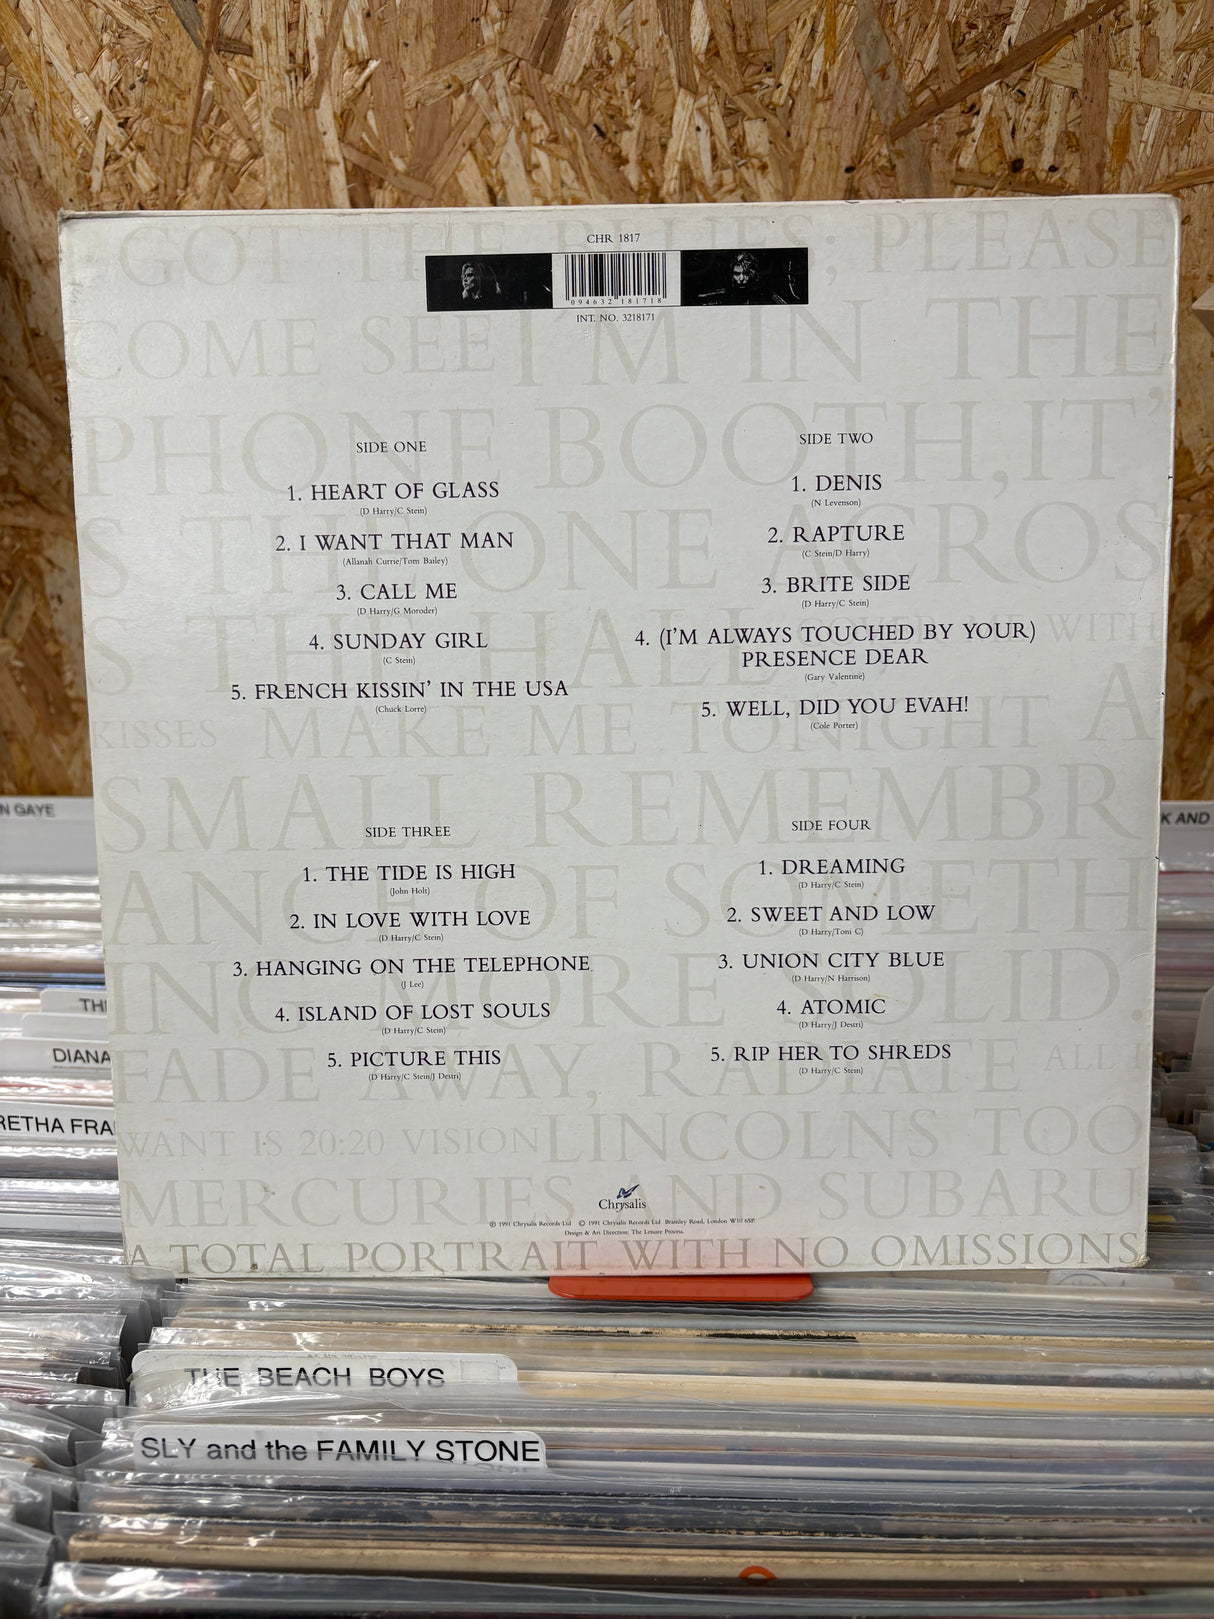 GOT THE BLUES; PLEASE
COME SEE I'M IN THE
PHONE BOOTH, IT'
S THE ONE ACROS
S THE HALL
WITH
KISSES MAKE ME TONIGHT A
SMALL REMEMBR
ANCE OF SOMETH
ING MORE SOLID.
FADE AWAY, RADIATE ALL I
WANT IS 20:20 VISION LINCOLNS TOO
MERCURIES AND SUBARU
A TOTAL PORTRAIT WITH NO OMISSIONS
CHR 1817
094632 181718
INT. NO. 3218171
SIDE ONE
1. HEART OF GLASS
(D Harry/C Stein)
2. I WANT THAT MAN
(Allanah Currie/Tom Bailey)
3. CALL ME
(D Harry/G Moroder)
4. SUNDAY GIRL
(C Stein)
5. FRENCH KISSIN' IN THE USA
(Chuck Lorre)
SIDE TWO
1. DENIS
(N Levenson)
2. RAPTURE
(C Stein/D Harry)
3. BRITE SIDE
(D Harry/C Stein)
4. (I'M ALWAYS TOUCHED BY YOUR)
PRESENCE DEAR
(Gary Valentine)
5. WELL, DID YOU EVAH!
(Cole Porter)
SIDE THREE
1. THE TIDE IS HIGH
(John Holt)
2. IN LOVE WITH LOVE
(D Harry/C Stein)
3. HANGING ON THE TELEPHONE
(J Lee)
4. ISLAND OF LOST SOULS
(D Harry/C Stein)
5. PICTURE THIS
(D Harry/C Stein/J Destri)
SIDE FOUR
1. DREAMING
(D Harry/C Stein)
2. SWEET AND LOW
(D Harry/Toni C)
3. UNION CITY BLUE
(D Harry/N Harrison)
4. ATOMIC
(D Harry/J Destri)
5. RIP HER TO SHREDS
(D Harry/C Stein)
Chrysalis
℗ 1991 Chrysalis Records Ltd © 1991 Chrysalis Records Ltd Bramley Road, London W10 6SP.
Design & Art Direction: The Leisure Process.
N GAYE
K AND
TH
DIANA
RETHA FRA
THE BEACH BOYS
SLY and the FAMILY STONE
STEREO